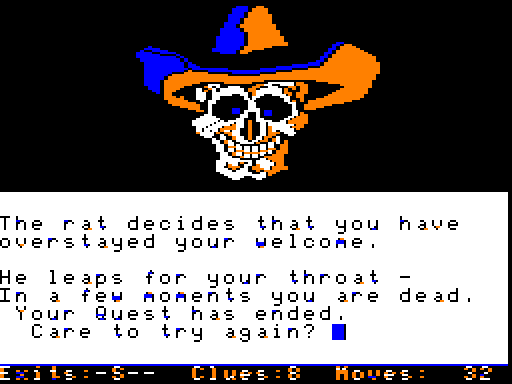 The rat decides that you have
overstayed your welcome.
He leaps for your throat -
In a few moments you are dead.
Your Quest has ended.
Care to try again?
Exits:-S-- Clues:8 Moves: 32